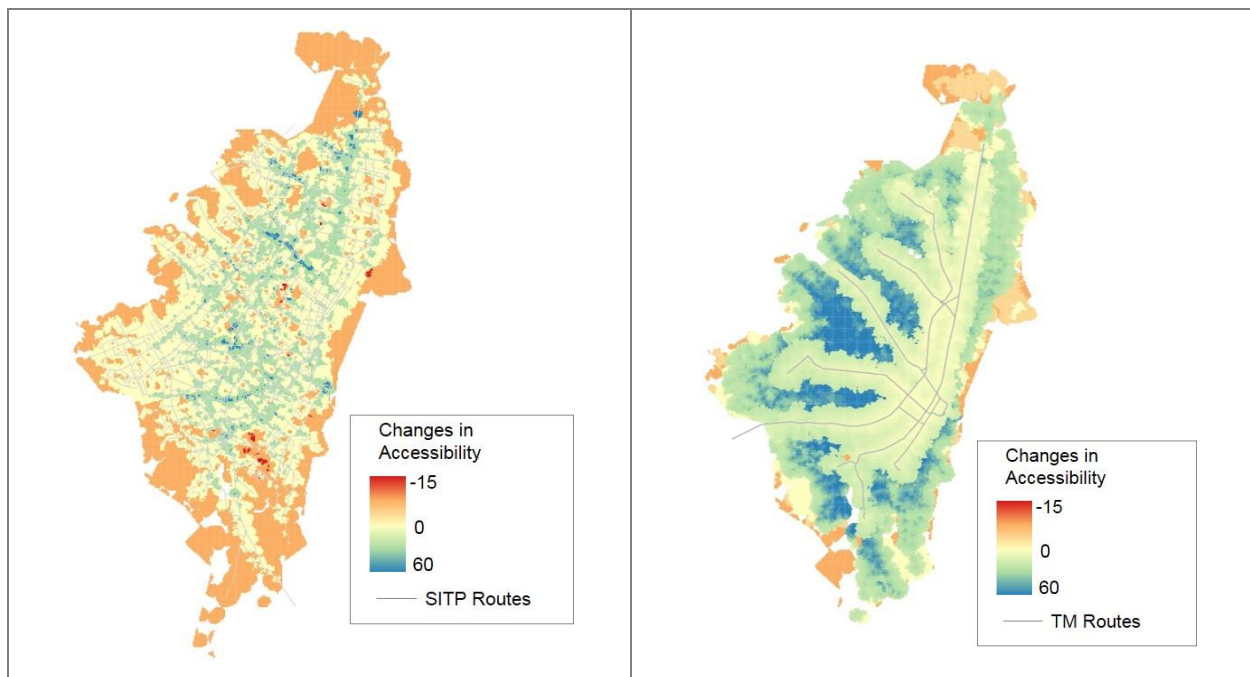 Changes in
Accessibility
-15
0
60
SITP Routes
Changes in
Accessibility
-15
0
60
TM Routes